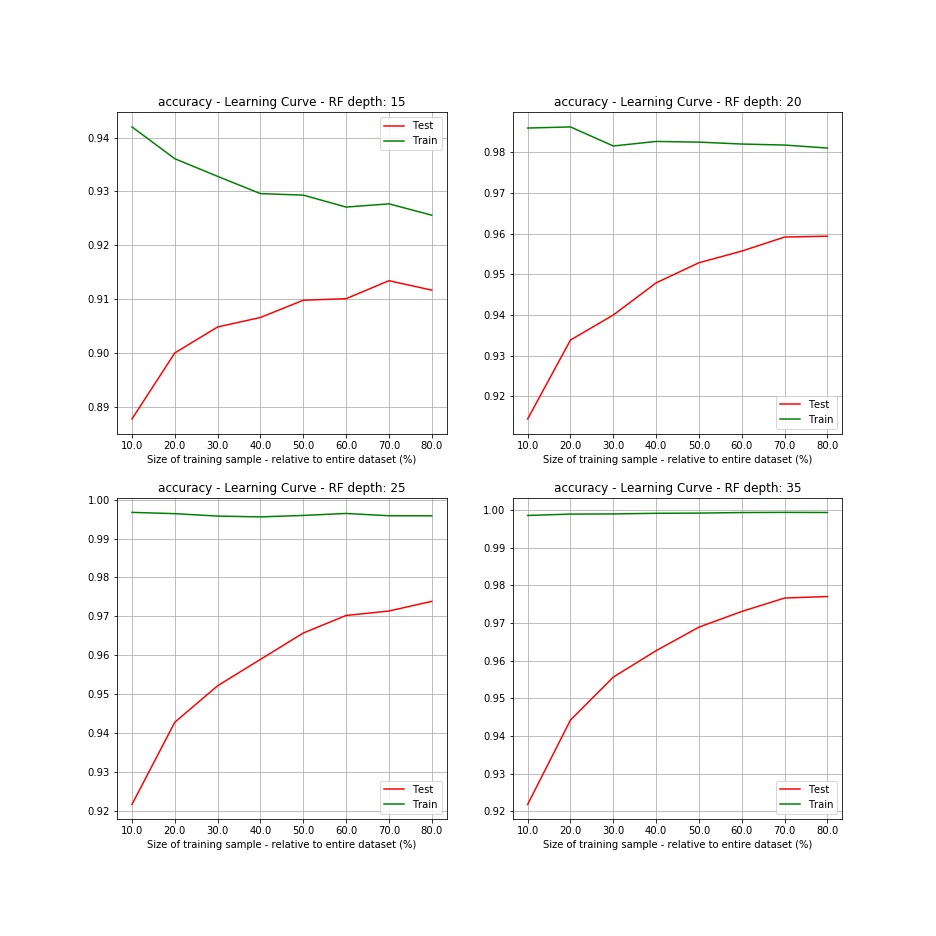 accuracy - Learning Curve - RF depth: 15
0.94
0.93
0.92
0.91
0.90
0.89
Test
Train
10.0 20.0 30.0 40.0 50.0 60.0 70.0 80.0
Size of training sample - relative to entire dataset (%)
accuracy - Learning Curve - RF depth: 20
0.98
0.97
0.96
0.95
0.94
0.93
0.92
Test
Train
10.0 20.0 30.0 40.0 50.0 60.0 70.0 80.0
Size of training sample - relative to entire dataset (%)
accuracy - Learning Curve - RF depth: 25
1.00
0.99
0.98
0.97
0.96
0.95
0.94
0.93
0.92
Test
Train
10.0 20.0 30.0 40.0 50.0 60.0 70.0 80.0
Size of training sample - relative to entire dataset (%)
accuracy - Learning Curve - RF depth: 35
1.00
0.99
0.98
0.97
0.96
0.95
0.94
0.93
0.92
Test
Train
10.0 20.0 30.0 40.0 50.0 60.0 70.0 80.0
Size of training sample - relative to entire dataset (%)